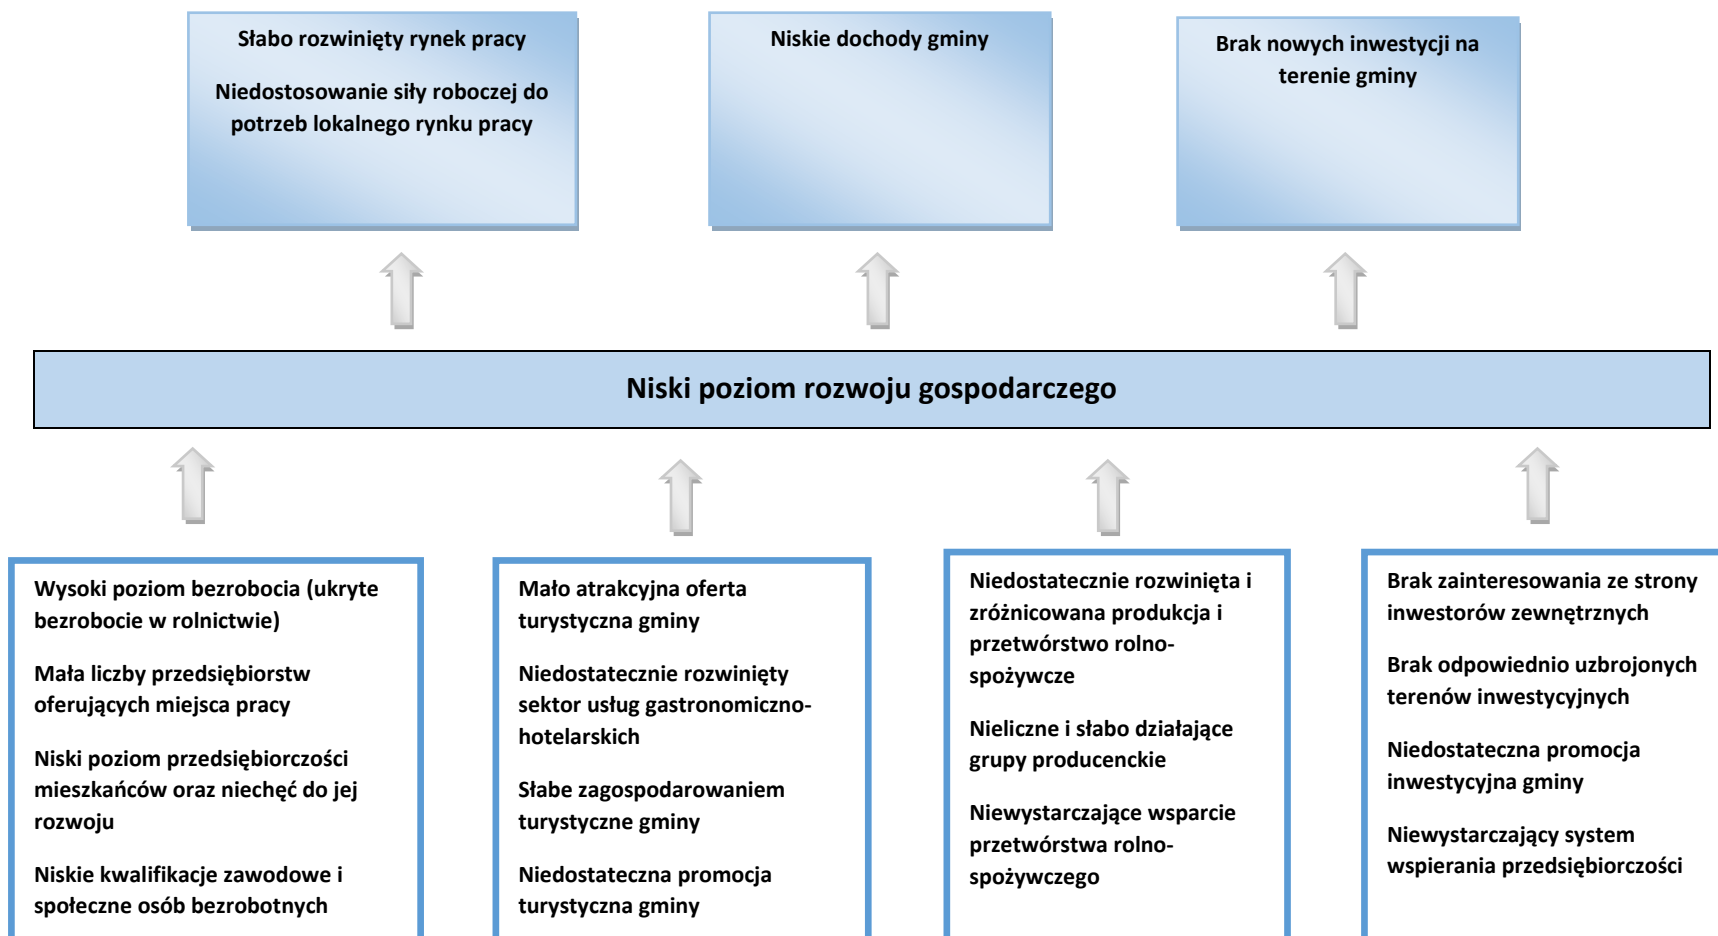 Słabo rozwinięty rynek pracy
Niedostosowanie siły roboczej do
potrzeb lokalnego rynku pracy
Niskie dochody gminy
Brak nowych inwestycji na
terenie gminy
Niski poziom rozwoju gospodarczego
Wysoki poziom bezrobocia (ukryte
bezrobocie w rolnictwie)
Mała liczby przedsiębiorstw
oferujących miejsca pracy
Niski poziom przedsiębiorczości
mieszkańców oraz niechęć do jej
rozwoju
Niskie kwalifikacje zawodowe i
społeczne osób bezrobotnych
Mało atrakcyjna oferta
turystyczna gminy
Niedostatecznie rozwinięty
sektor usług gastronomiczno-
hotelarskich
Słabe zagospodarowaniem
turystyczne gminy
Niedostateczna promocja
turystyczna gminy
Niedostatecznie rozwinięta i
zróżnicowana produkcja i
przetwórstwo rolno-
spożywcze
Nieliczne i słabo działające
grupy producenckie
Niewystarczające wsparcie
przetwórstwa rolno-
spożywczego
Brak zainteresowania ze strony
inwestorów zewnętrznych
Brak odpowiednio uzbrojonych
terenów inwestycyjnych
Niedostateczna promocja
inwestycyjna gminy
Niewystarczający system
wspierania przedsiębiorczości